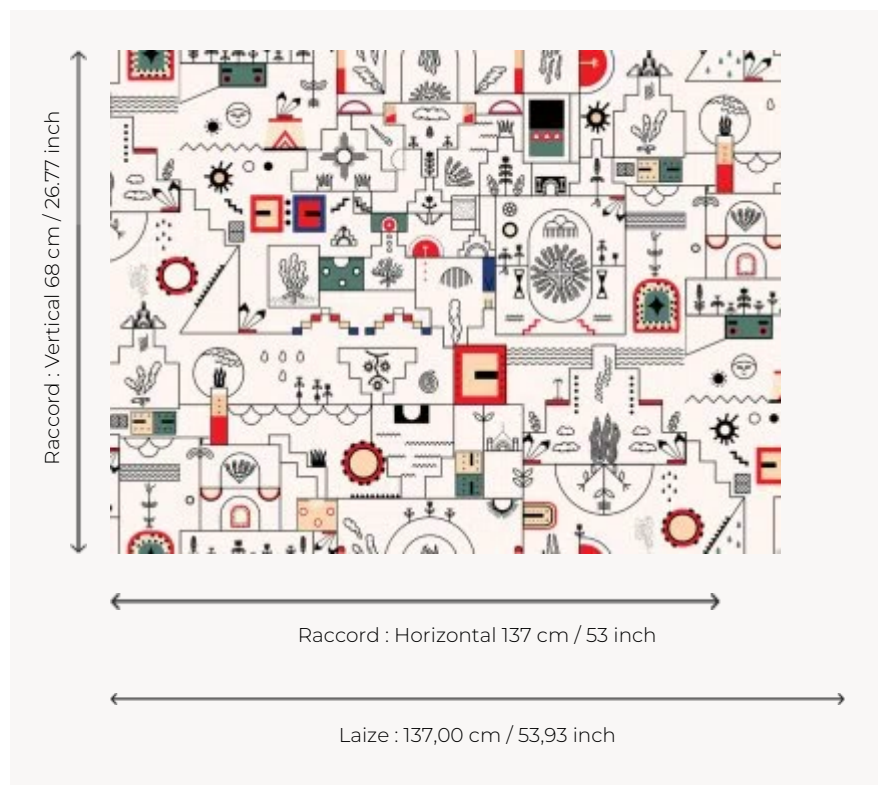 Raccord : Vertical 68 cm / 26.77 inch
Raccord : Horizontal 137 cm / 53 inch
Laize : 137,00 cm / 53,93 inch